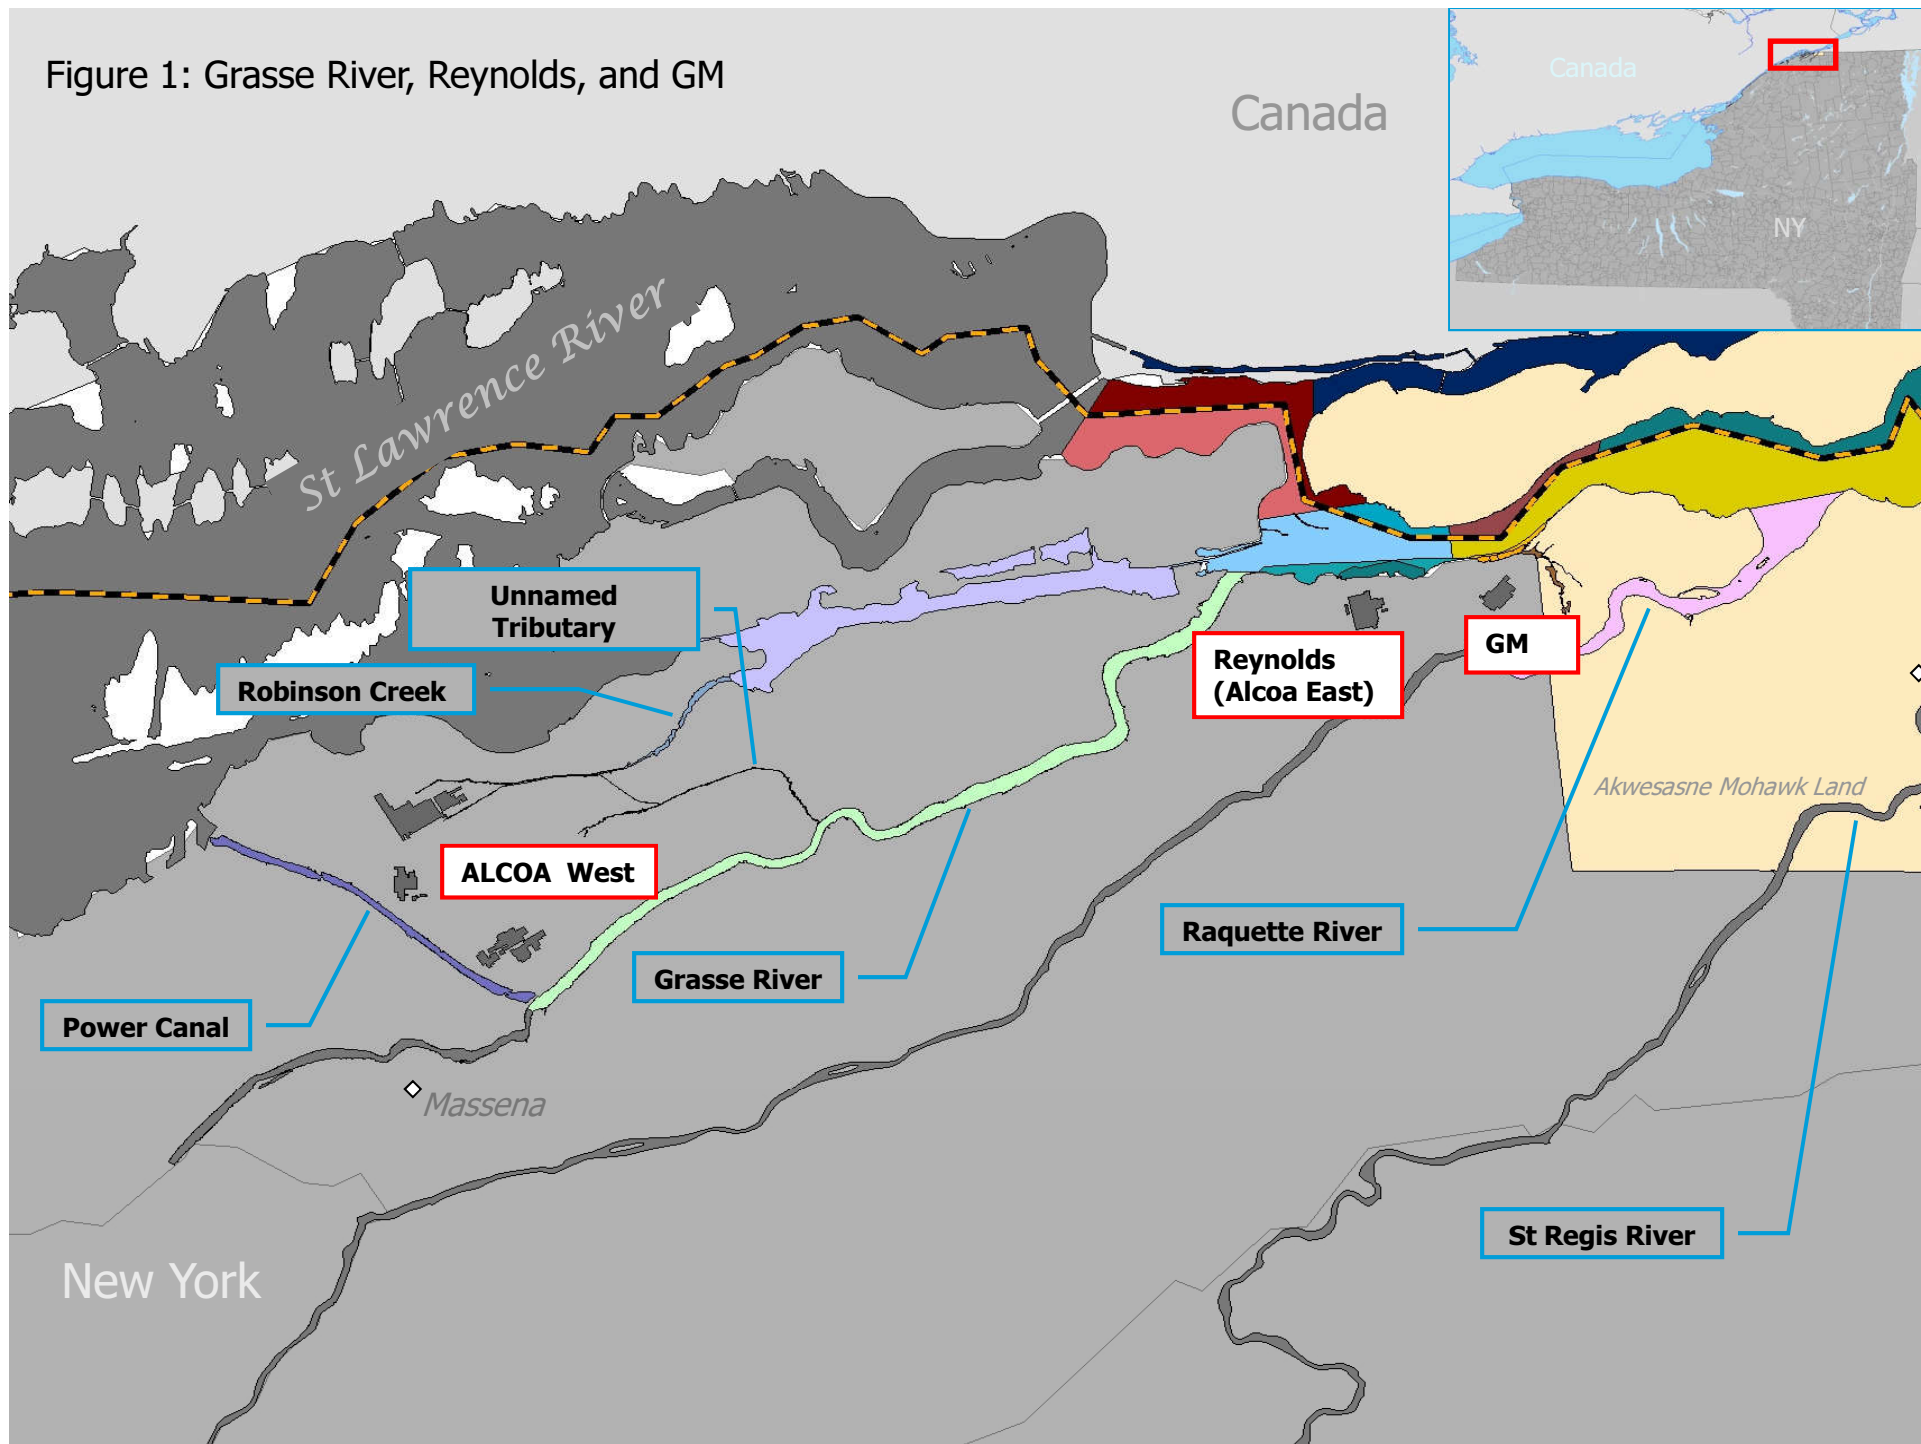 Figure 1: Grasse River, Reynolds, and GM
Canada
Canada
NY
St Lawrence River
Unnamed
Tributary
Robinson Creek
Reynolds
(Alcoa East)
GM
Akwesasne Mohawk Land
ALCOA West
Raquette River
Grasse River
Power Canal
Massena
St Regis River
New York